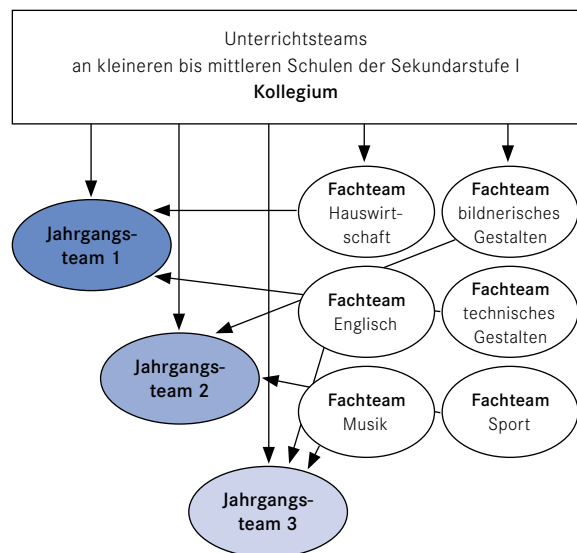 Unterrichtsteams
an kleineren bis mittleren Schulen der Sekundarstufe I
Kollegium
Fachteam
Hauswirt-
schaft
Fachteam
bildnerisches
Gestalten
Jahrgangs-
team 1
Fachteam
Englisch
Fachteam
technisches
Gestalten
Jahrgangs-
team 2
Fachteam
Musik
Fachteam
Sport
Jahrgangs-
team 3